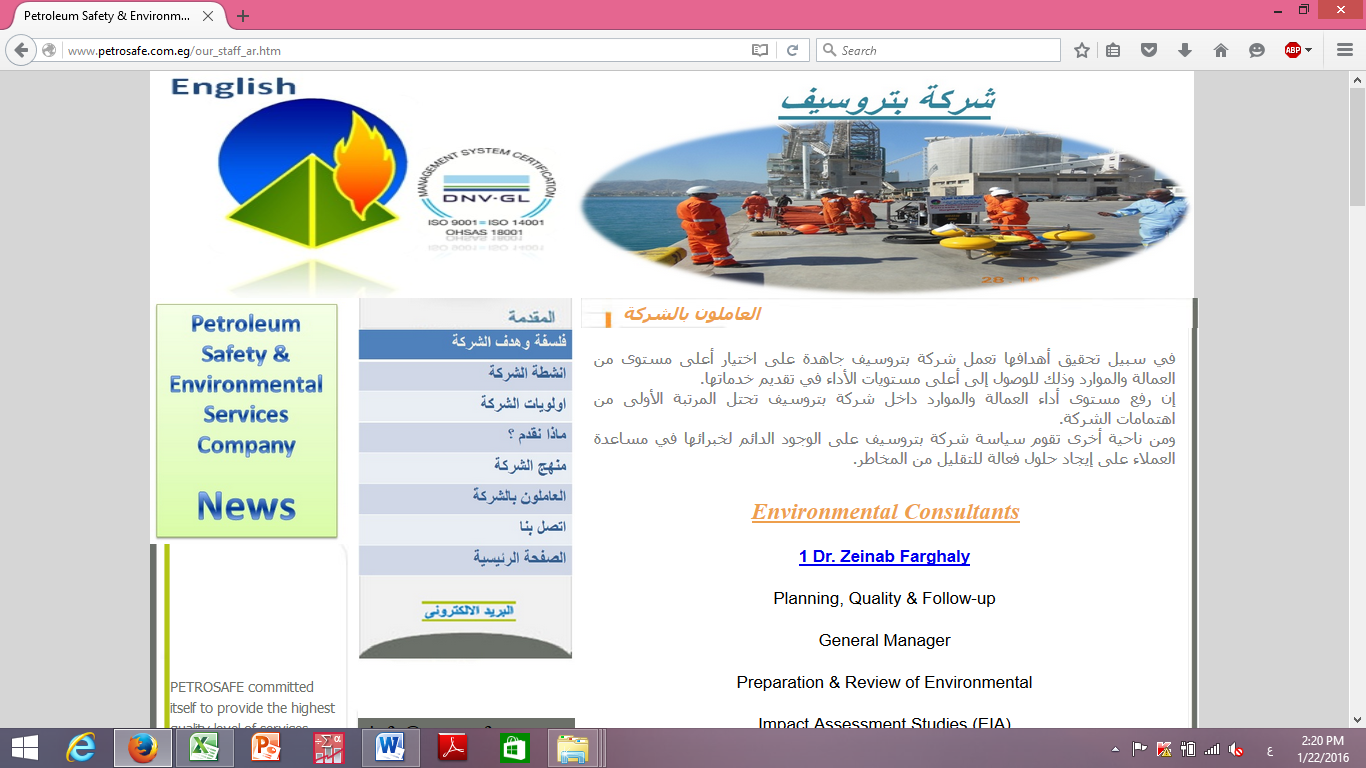 Petroleum Safety & Environm...
www.petrosafe.com.eg/our_staff_ar.htm
Search
ABP
English
شركة بتروسيف
MANAGEMENT SYSTEM CERTIFICATION
DNV·GL
ISO 9001 = ISO 14001
OHSAS 18001
Petroleum
Safety &
Environmental
Services
Company
News
PETROSAFE committed
itself to provide the highest
quality level of services
المقدمة
فلسفة وهدف الشركة
انشطة الشركة
اولويات الشركة
ماذا نقدم ؟
منهج الشركة
العاملون بالشركة
اتصل بنا
الصفحة الرئيسية
البريد الالكترونى
العاملون بالشركة
في سبيل تحقيق أهدافها تعمل شركة بتروسيف جاهدة على اختيار أعلى مستوى من
العمالة والموارد وذلك للوصول إلى أعلى مستويات الأداء في تقديم خدماتها.
إن رفع مستوى أداء العمالة والموارد داخل شركة بتروسيف تحتل المرتبة الأولى من
اهتمامات الشركة.
ومن ناحية أخرى تقوم سياسة شركة بتروسيف على الوجود الدائم لخبرائها في مساعدة
العملاء على إيجاد حلول فعالة للتقليل من المخاطر.
Environmental Consultants
1 Dr. Zeinab Farghaly
Planning, Quality & Follow-up
General Manager
Preparation & Review of Environmental
Impact Assessment Studies (EIA)
ع
2:20 PM
1/22/2016